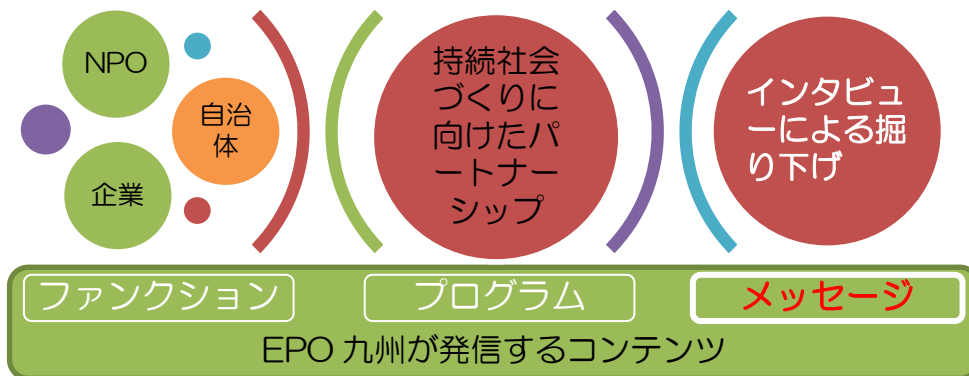 NPO
自治
体
企業
持続社会
づくりに
向けたパ
ートナー
シップ
インタビュ
ーによる掘
り下げ
ファンクション
プログラム
メッセージ
EPO 九州が発信するコンテンツ